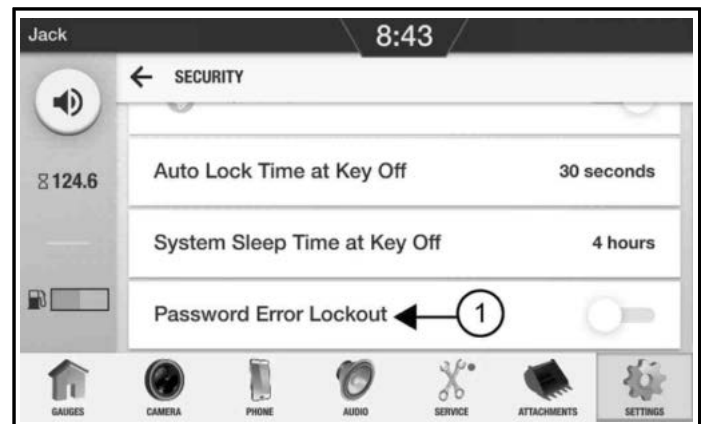 Jack 8:43
← SECURITY
124.6
Auto Lock Time at Key Off 30 seconds
System Sleep Time at Key Off 4 hours
Password Error Lockout 1
GAUGES CAMERA PHONE AUDIO SERVICE ATTACHMENTS SETTINGS